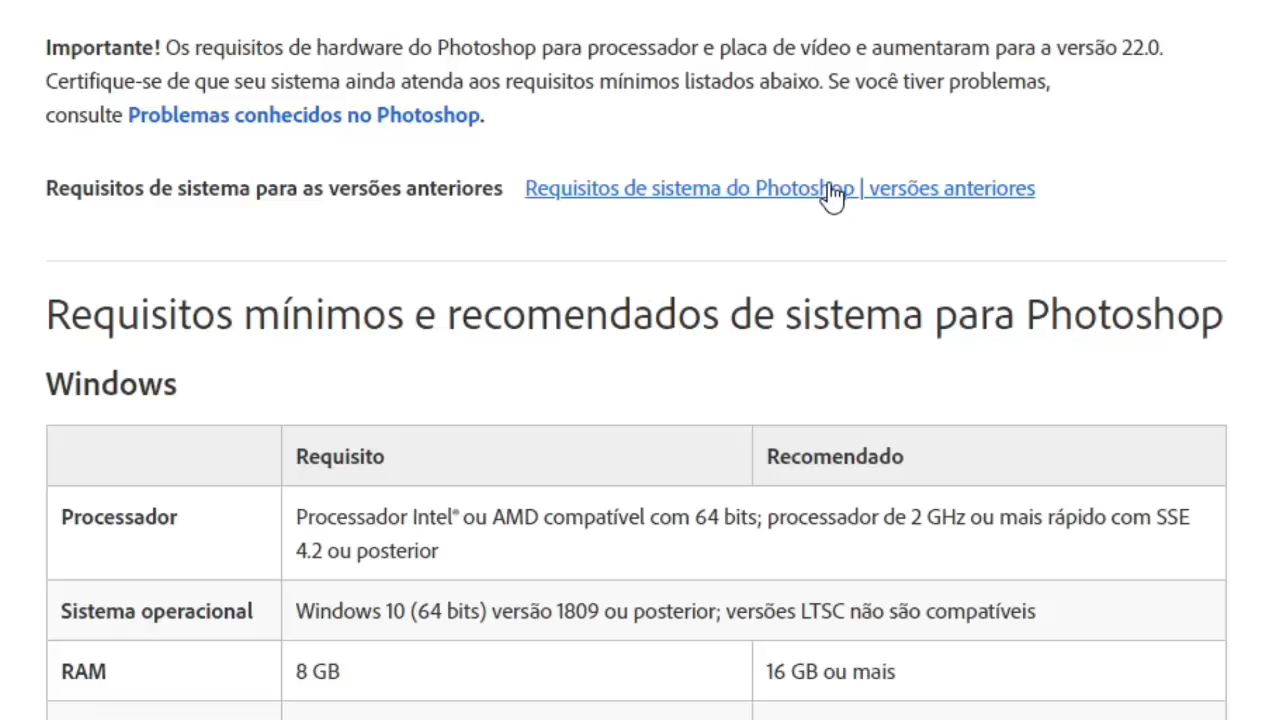 Importante! Os requisitos de hardware do Photoshop para processador e placa de vídeo e aumentaram para a versão 22.0.
Certifique-se de que seu sistema ainda atenda aos requisitos mínimos listados abaixo. Se você tiver problemas,
consulte Problemas conhecidos no Photoshop.
Requisitos de sistema para as versões anteriores Requisitos de sistema do Photoshop | versões anteriores
Requisitos mínimos e recomendados de sistema para Photoshop
Windows
Requisito Recomendado
Processador Processador Intel® ou AMD compatível com 64 bits; processador de 2 GHz ou mais rápido com SSE
4.2 ou posterior
Sistema operacional Windows 10 (64 bits) versão 1809 ou posterior; versões LTSC não são compatíveis
RAM 8 GB 16 GB ou mais